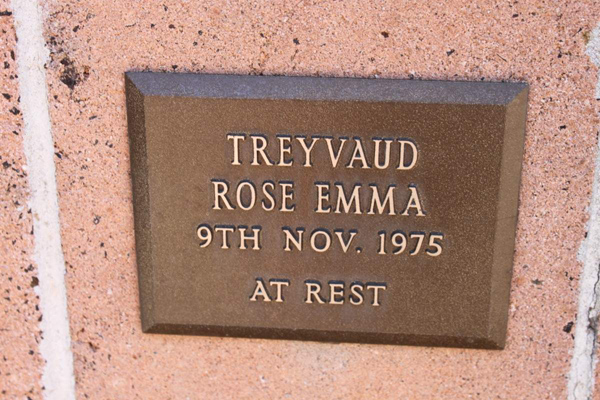 TREYVAUD
ROSE EMMA
9TH NOV. 1975
AT REST